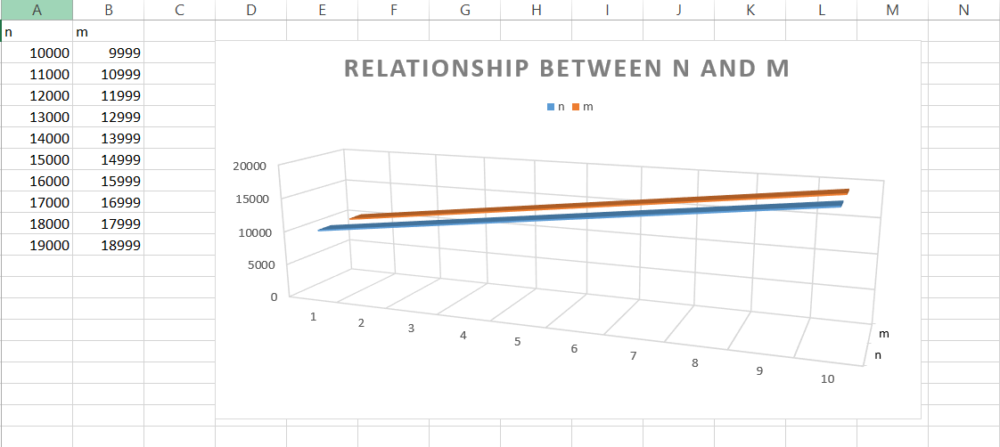 A B C D E F G H I J K L M N
n m
10000 9999
11000 10999
12000 11999
13000 12999
14000 13999
15000 14999
16000 15999
17000 16999
18000 17999
19000 18999
RELATIONSHIP BETWEEN N AND M
n m
20000
15000
10000
5000
0
1 2 3 4 5 6 7 8 9 10
m
n